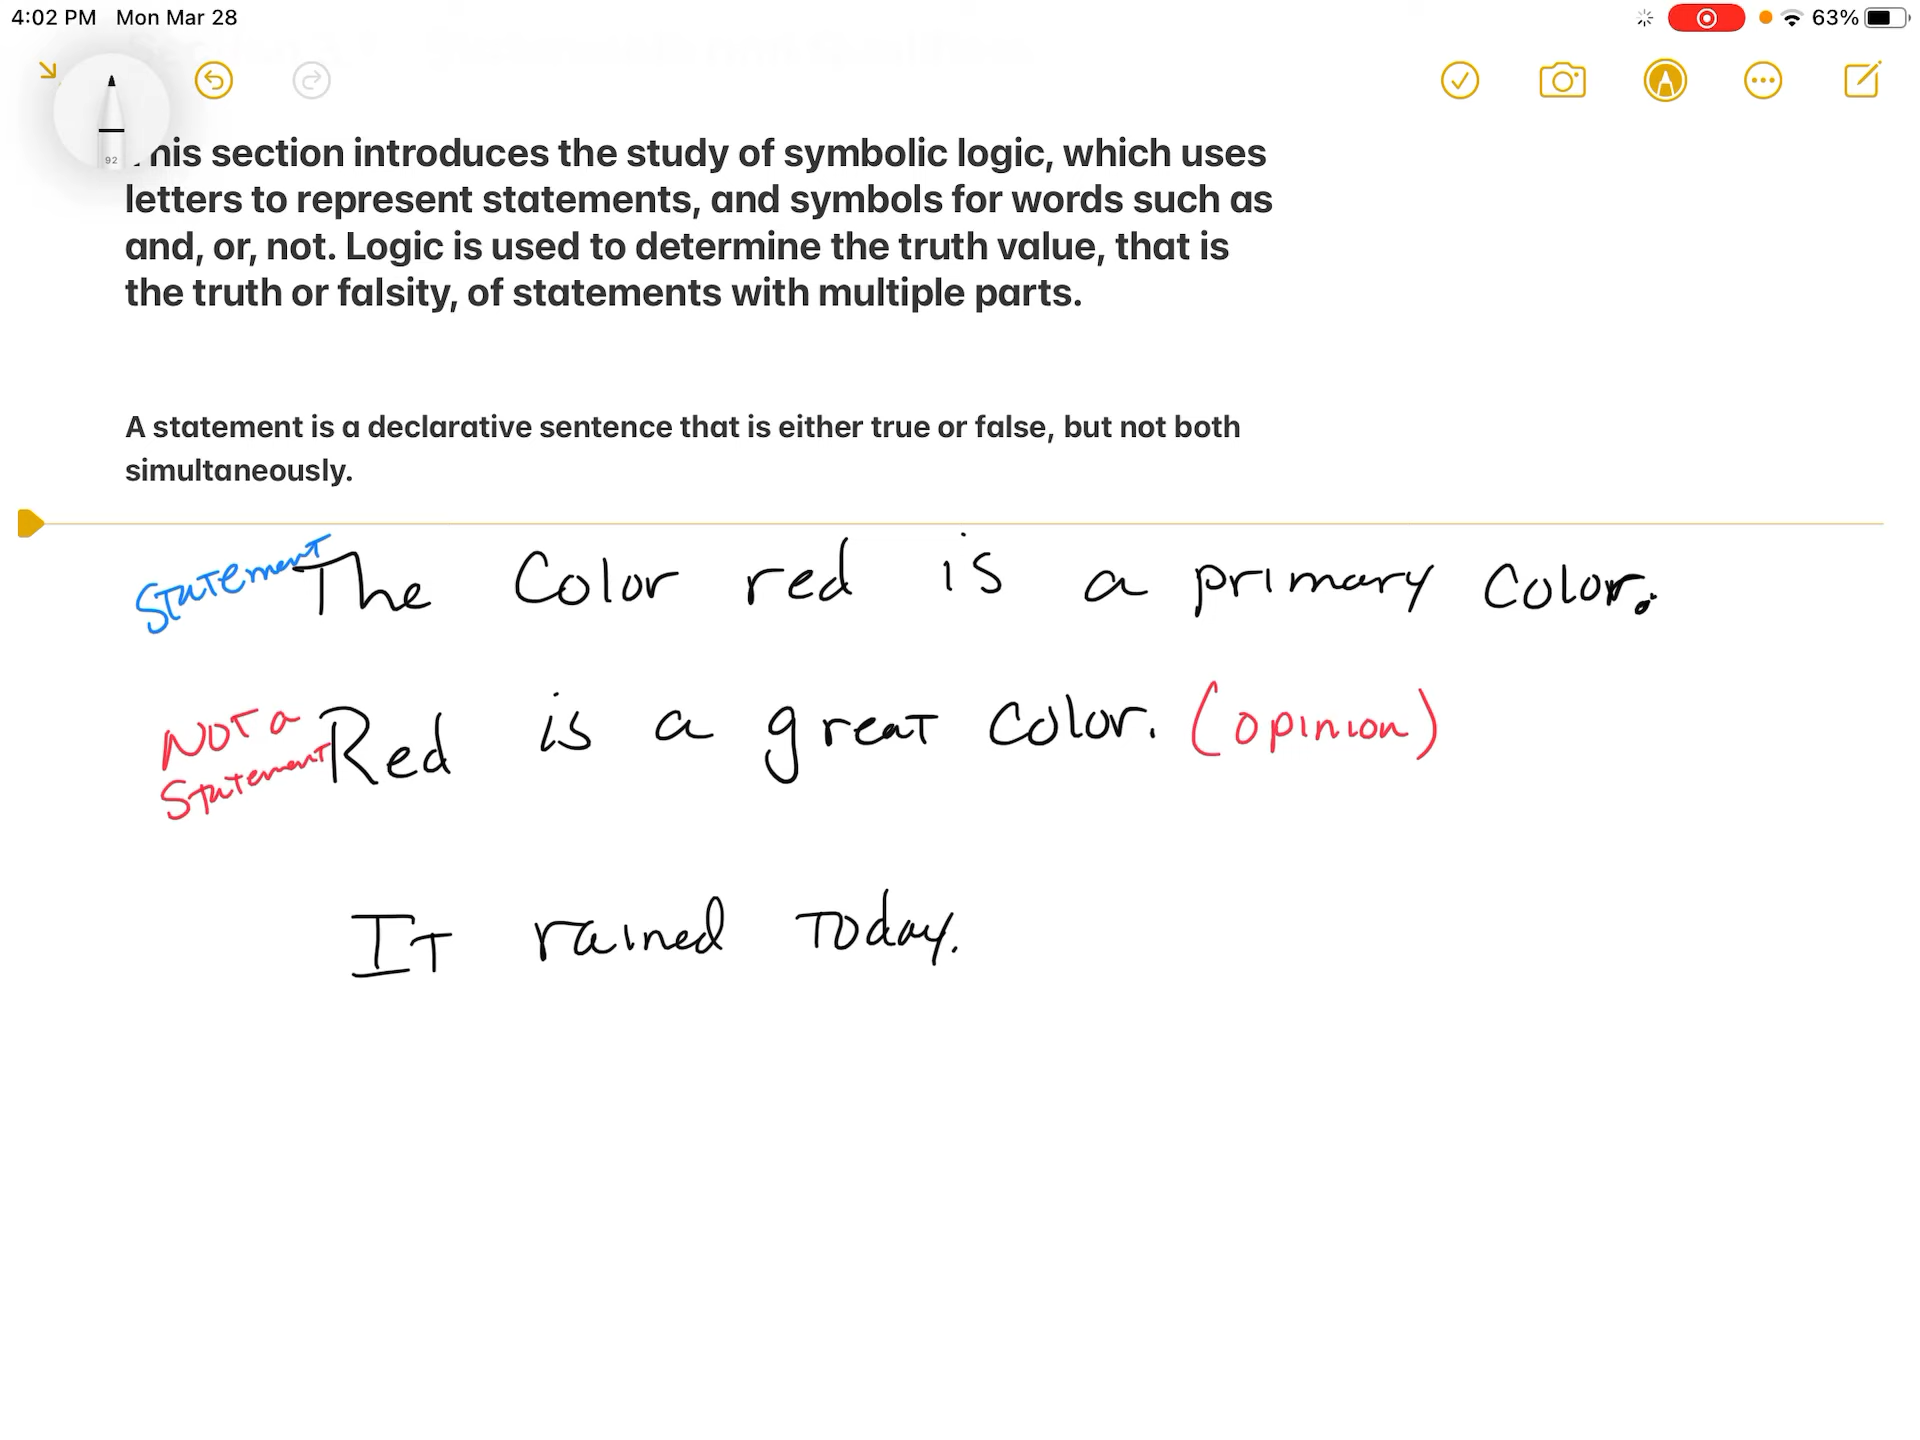 4:02 PM Mon Mar 28 63%
92
his section introduces the study of symbolic logic, which uses
letters to represent statements, and symbols for words such as
and, or, not. Logic is used to determine the truth value, that is
the truth or falsity, of statements with multiple parts.
A statement is a declarative sentence that is either true or false, but not both
simultaneously.
Statement The Color red is a primary Color.
NOT a
Statement Red is a great Color. (opinion)
IT rained Today.